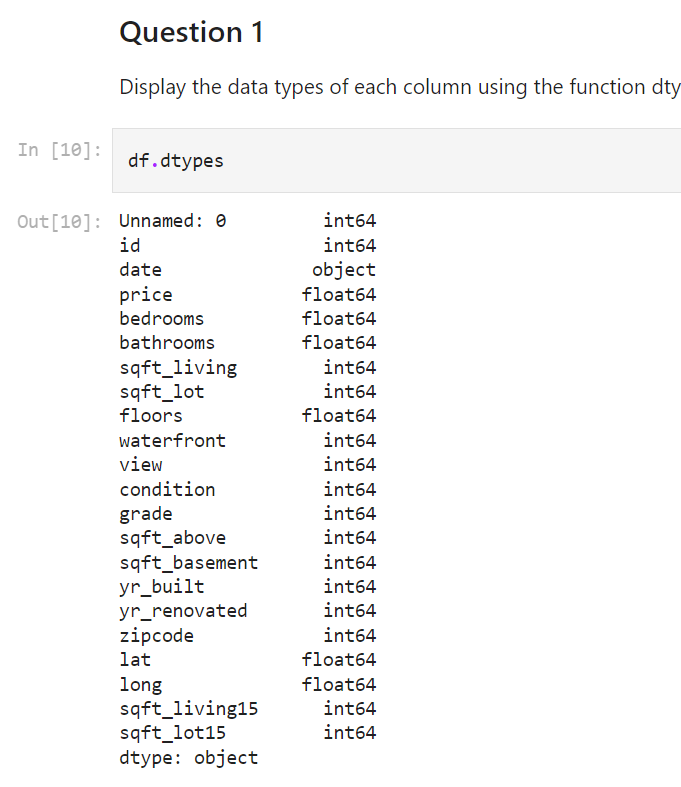 Question 1
Display the data types of each column using the function dty
In [10]:
df.dtypes
Out[10]:
Unnamed: 0 int64
id int64
date object
price float64
bedrooms float64
bathrooms float64
sqft_living int64
sqft_lot int64
floors float64
waterfront int64
view int64
condition int64
grade int64
sqft_above int64
sqft_basement int64
yr_built int64
yr_renovated int64
zipcode int64
lat float64
long float64
sqft_living15 int64
sqft_lot15 int64
dtype: object